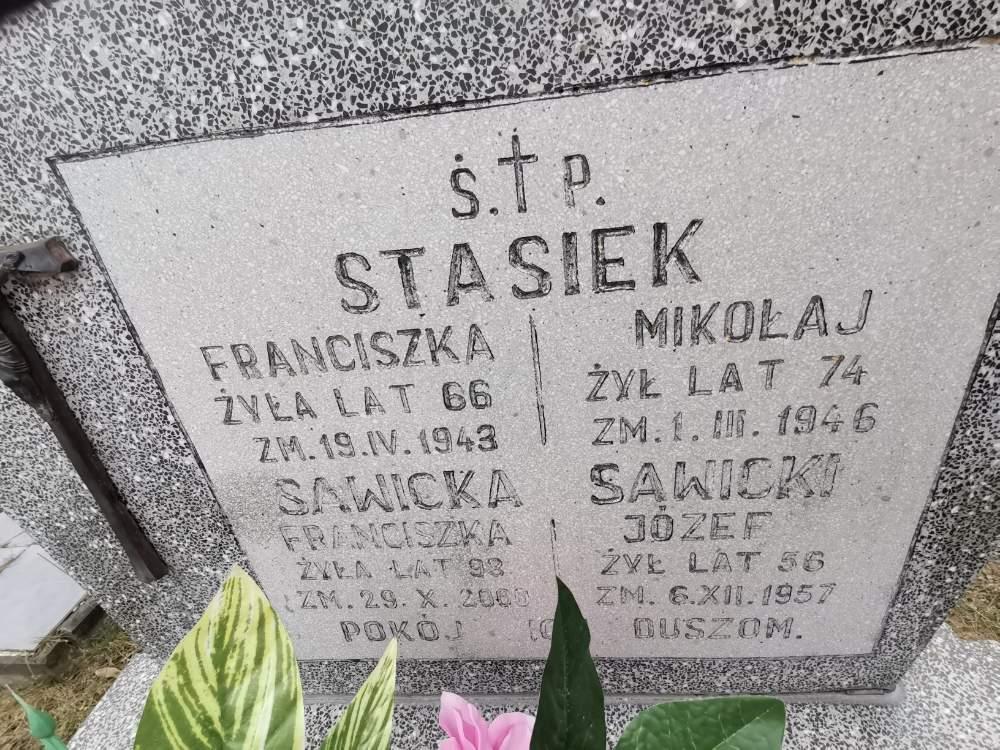 Ś. P.
STASIEK
FRANCISZKA
ŻYŁA LAT 66
ZM. 19. IV. 1943
MIKOŁAJ
ŻYŁ LAT 74
ZM. 1. III. 1946
SAWICKA
FRANCISZKA
ŻYŁA LAT 98
ZM. 29. X.
SAWICKI
JÓZEF
ŻYŁ LAT 56
ZM. 6. XII. 1957
POKÓJ DUSZOM.